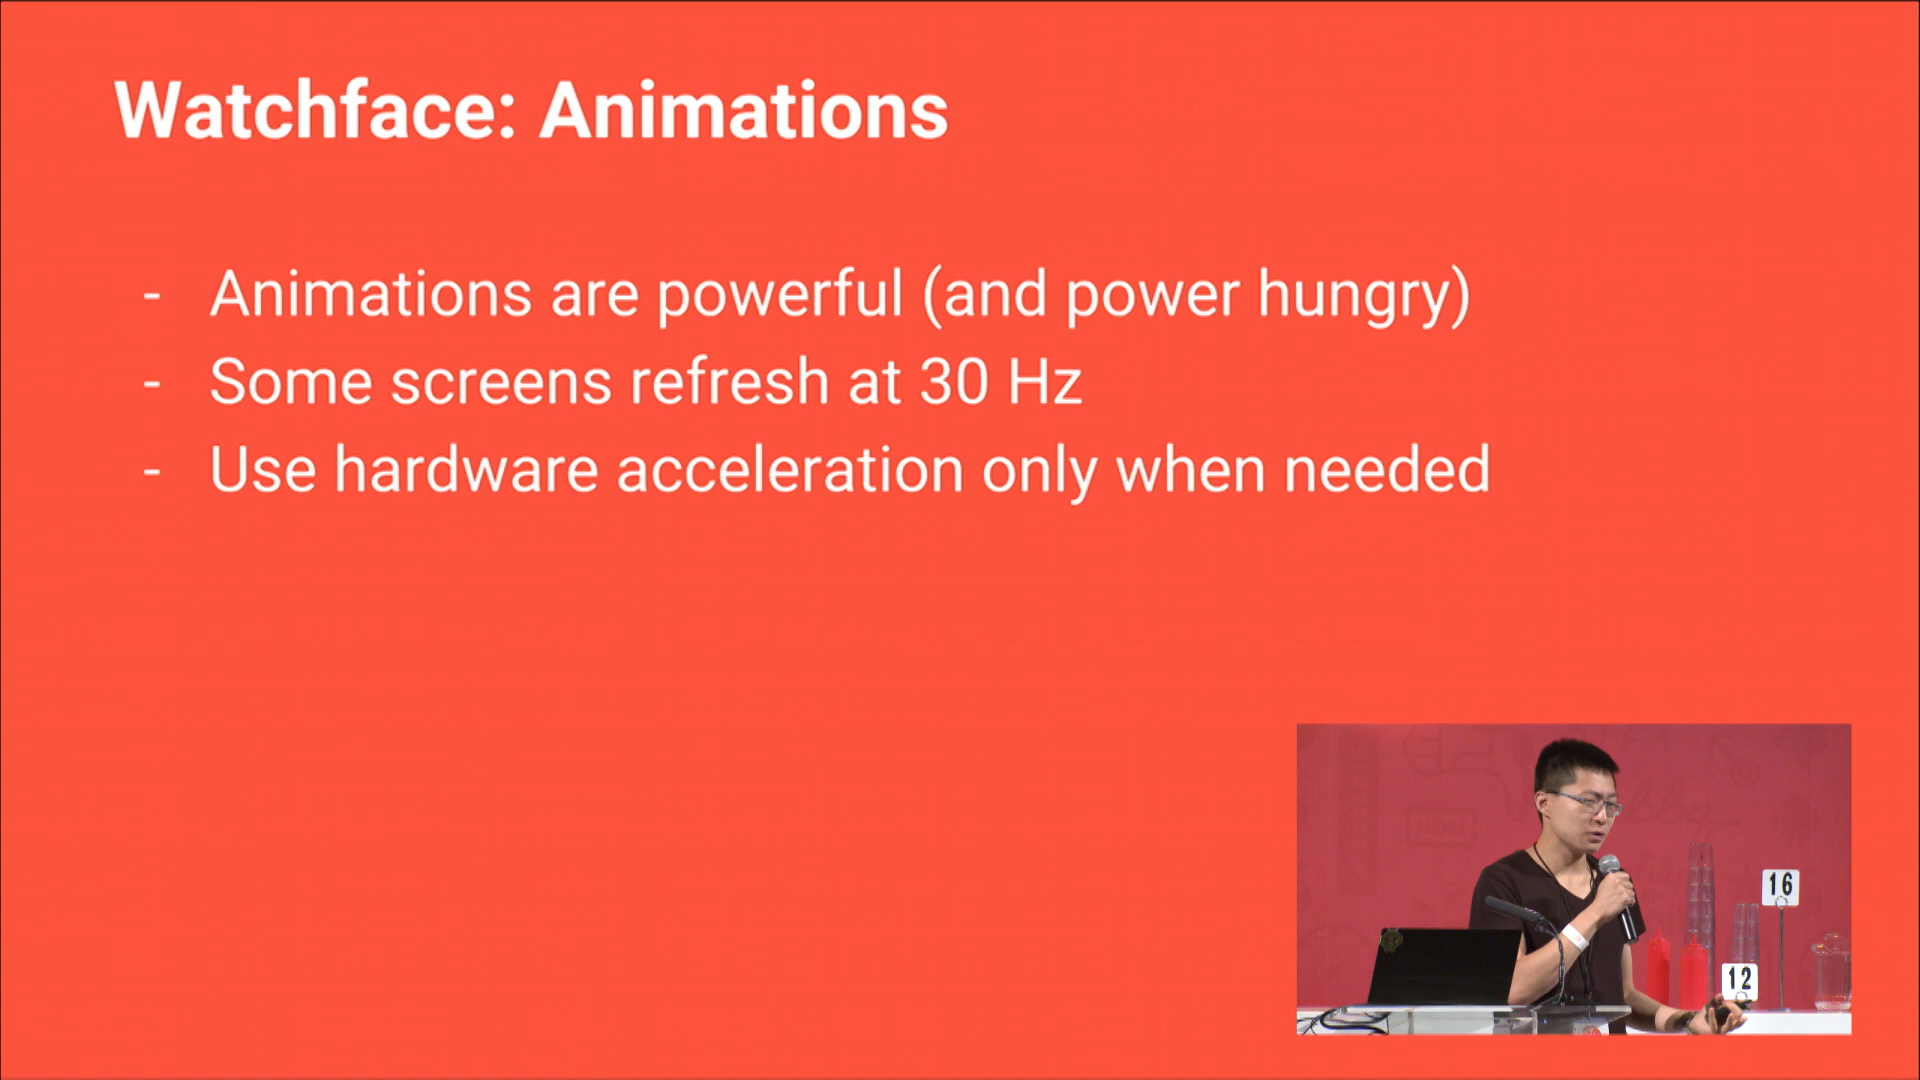 Watchface: Animations
- Animations are powerful (and power hungry)
- Some screens refresh at 30 Hz
- Use hardware acceleration only when needed
NOM
16
12